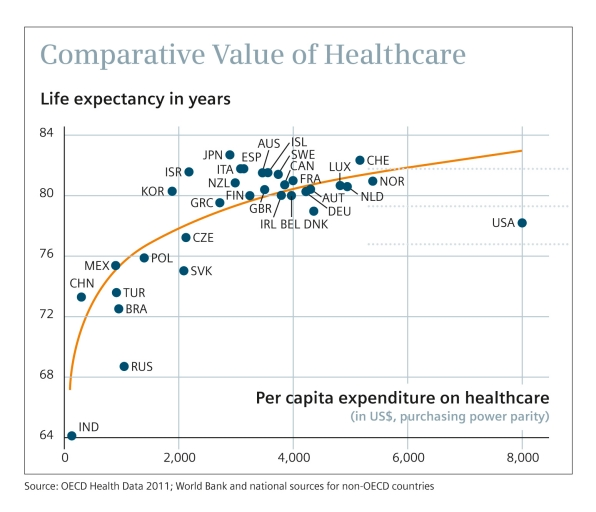 Comparative Value of Healthcare
Life expectancy in years
84
80
76
72
68
64
JPN
AUS
ISL
ESP
SWE
ITA
CAN
LUX
CHE
ISR
NZL
FRA
NOR
KOR
FIN
AUT
NLD
GRC
GBR
DEU
IRL BEL DNK
USA
CZE
MEX
POL
SVK
CHN
TUR
BRA
RUS
IND
Per capita expenditure on healthcare
(in US$, purchasing power parity)
0 2,000 4,000 6,000 8,000
Source: OECD Health Data 2011; World Bank and national sources for non-OECD countries